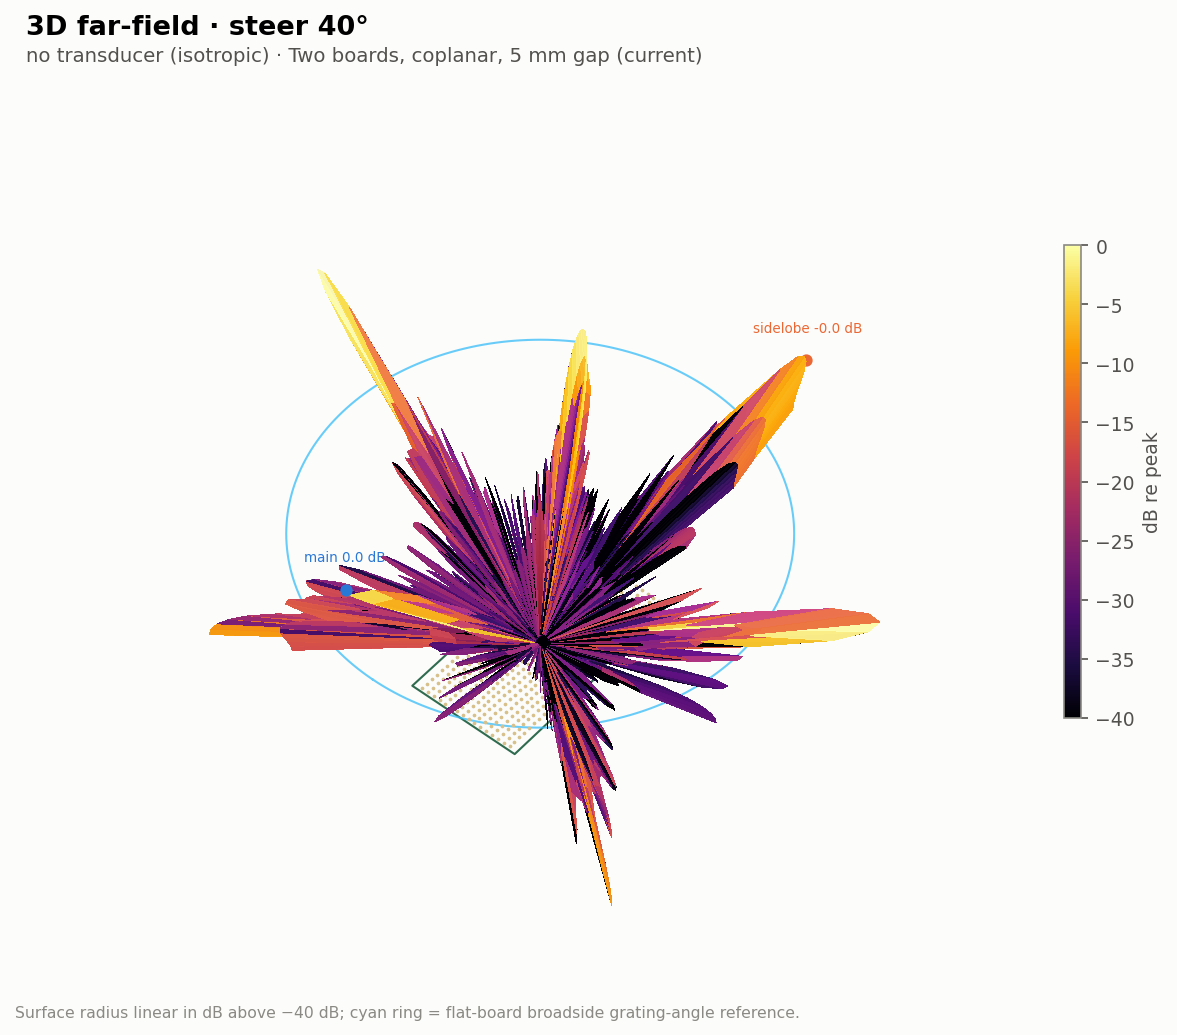 3D far-field · steer 40°
no transducer (isotropic) · Two boards, coplanar, 5 mm gap (current)
sidelobe -0.0 dB
main 0.0 dB
0
−5
−10
−15
−20
−25
−30
−35
−40
dB re peak
Surface radius linear in dB above −40 dB; cyan ring = flat-board broadside grating-angle reference.